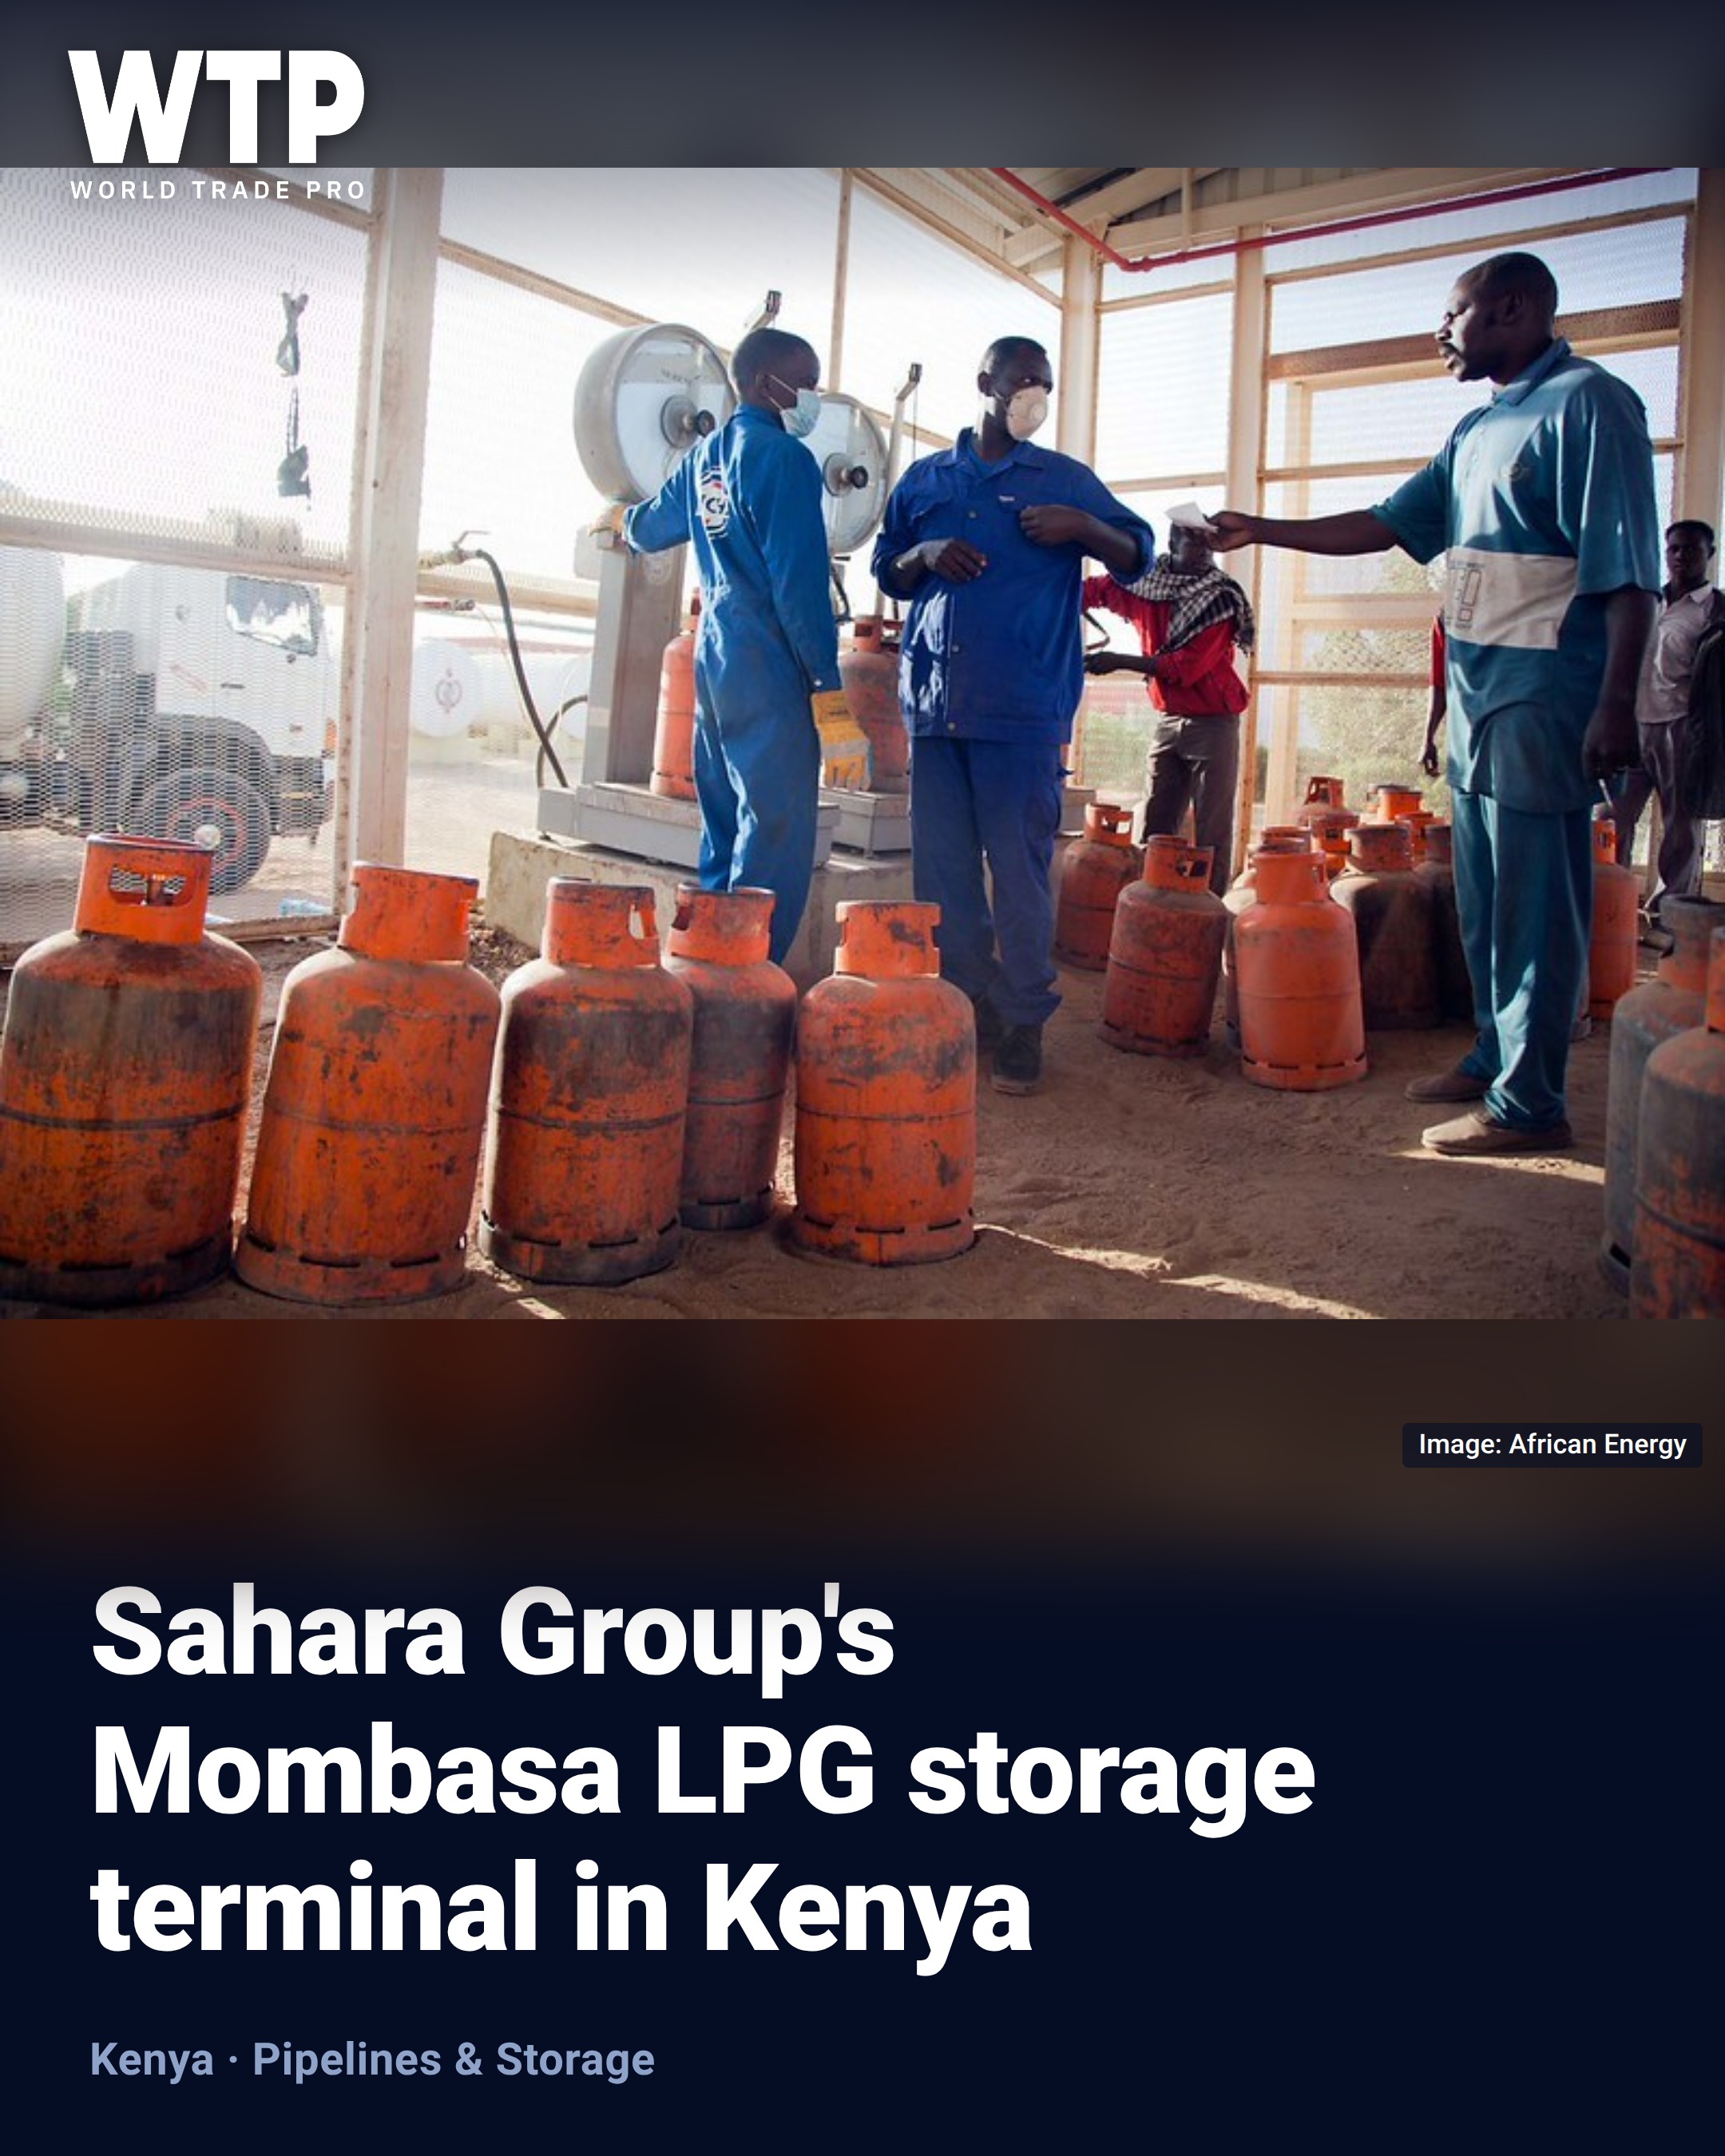 WTP
WORLD TRADE PRO
Image: African Energy
Sahara Group's
Mombasa LPG storage
terminal in Kenya
Kenya · Pipelines & Storage